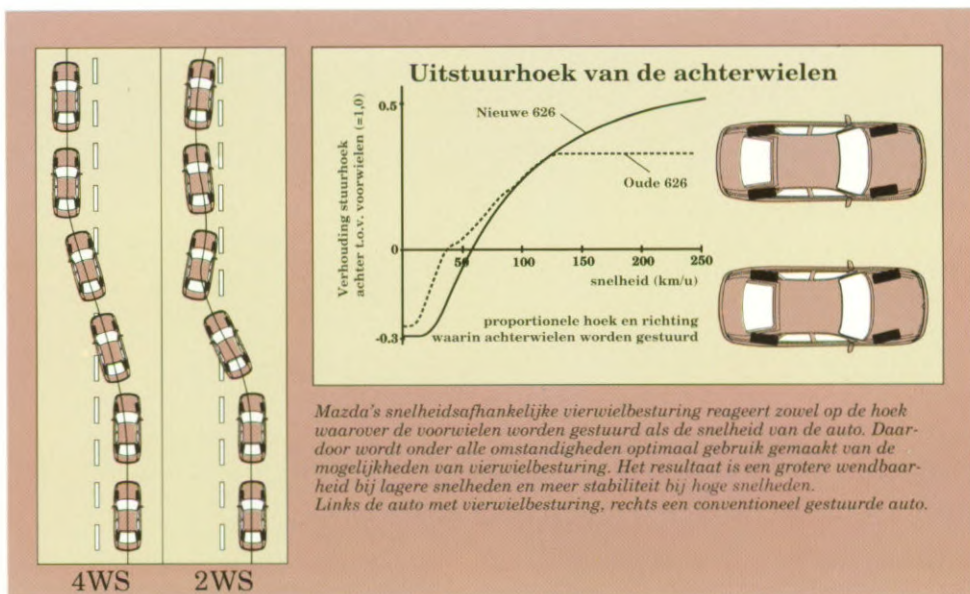 Uitstuurhoek van de achterwielen
Verhouding stuurhoek
achter t.o.v. voorwielen (=1,0)
0.5
0
-0.3
Nieuwe 626
Oude 626
50
100
150
200
250
snelheid (km/u)
proportionele hoek en richting
waarin achterwielen worden gestuurd
Mazda's snelheidsafhankelijke vierwielbesturing reageert zowel op de hoek
waarover de voorwielen worden gestuurd als de snelheid van de auto. Daar-
door wordt onder alle omstandigheden optimaal gebruik gemaakt van de
mogelijkheden van vierwielbesturing. Het resultaat is een grotere wendbaar-
heid bij lagere snelheden en meer stabiliteit bij hoge snelheden.
Links de auto met vierwielbesturing, rechts een conventioneel gestuurde auto.
4WS 2WS